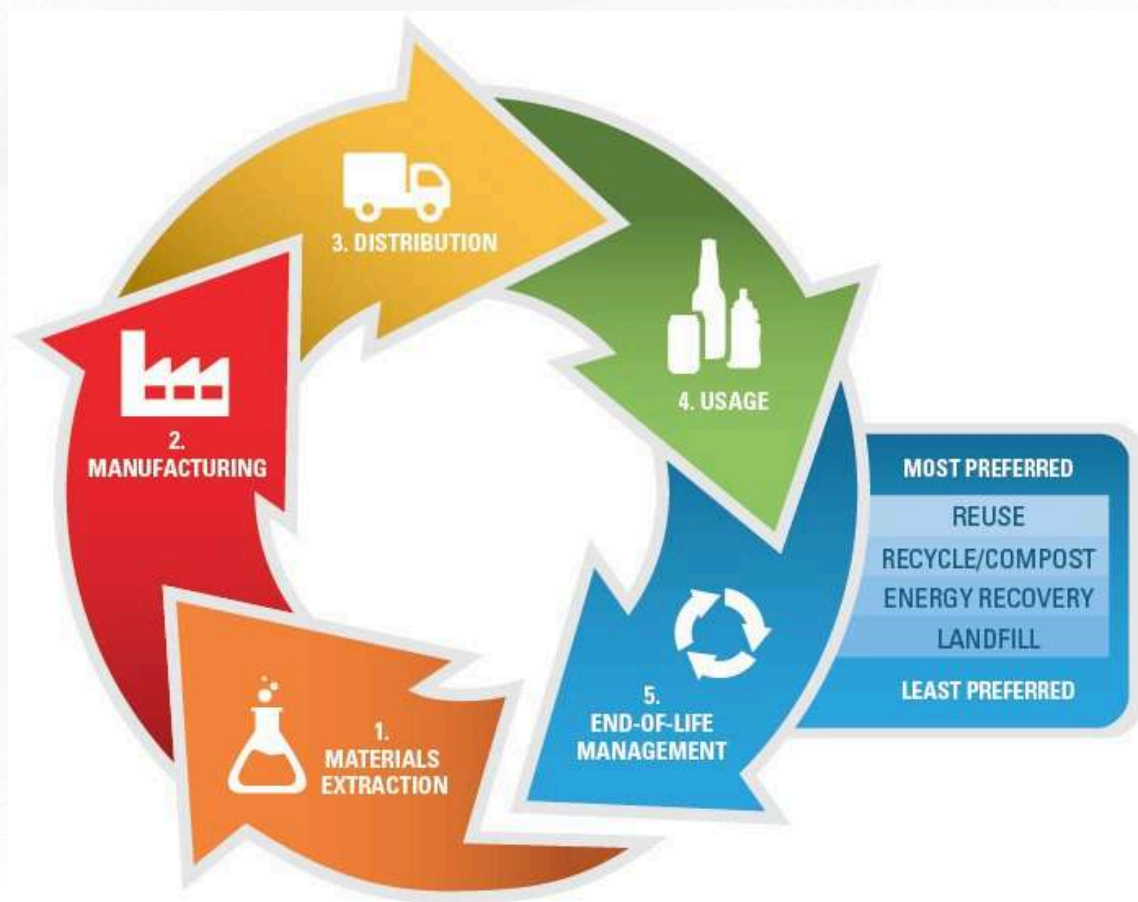 3. DISTRIBUTION
4. USAGE
2.
MANUFACTURING
MOST PREFERRED
REUSE
RECYCLE/COMPOST
ENERGY RECOVERY
LANDFILL
LEAST PREFERRED
5.
END-OF-LIFE
MANAGEMENT
1.
MATERIALS
EXTRACTION